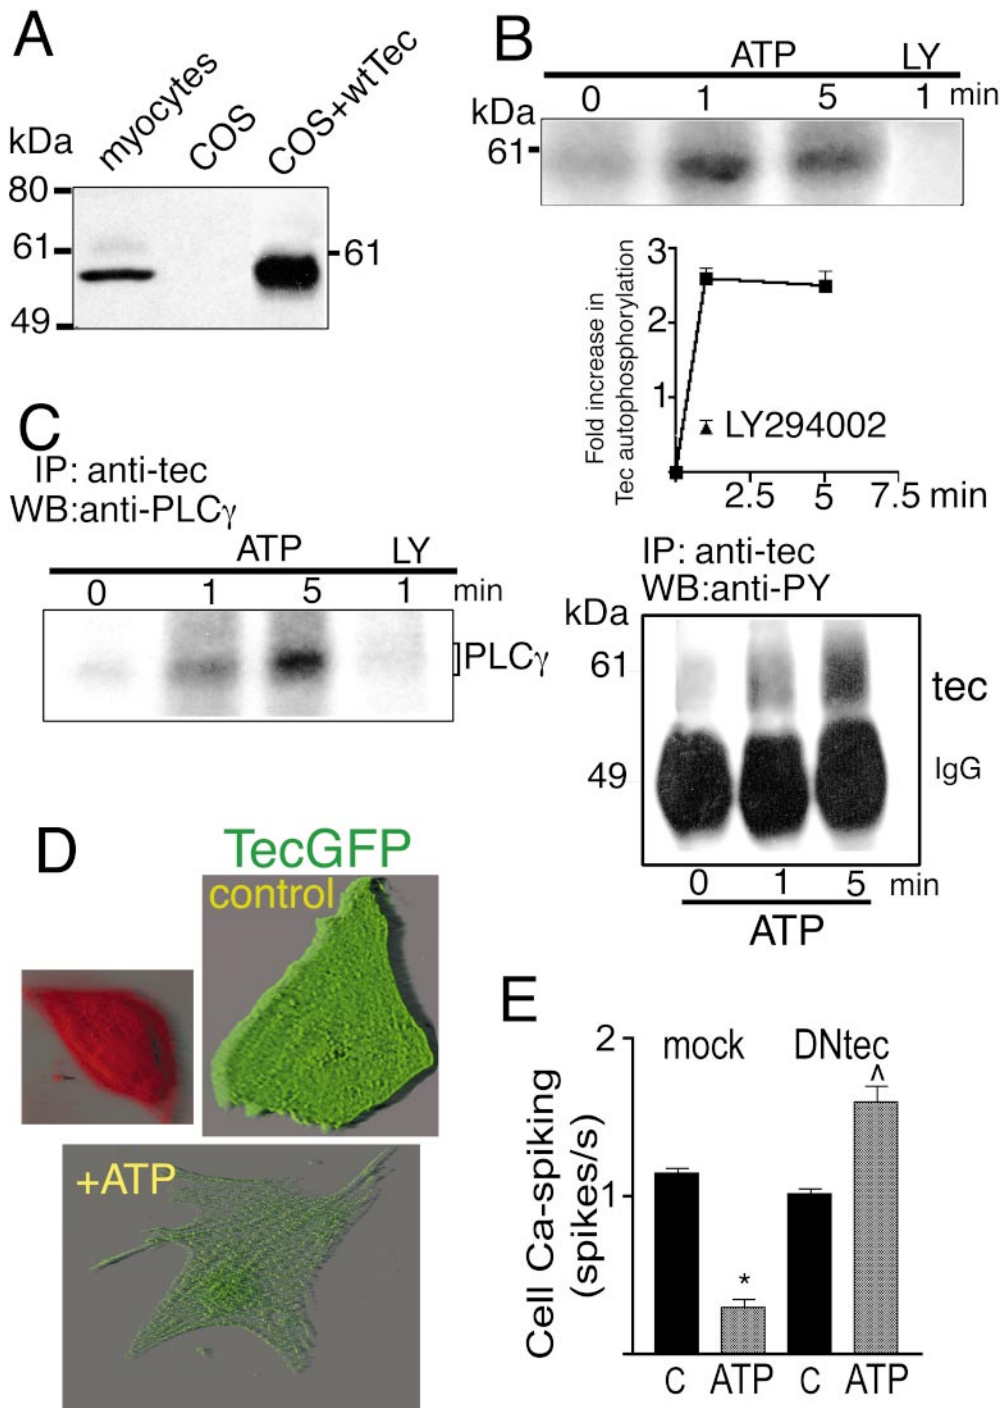 A
myocytes COS COS+wtTec
kDa
80
61 61
49
B
ATP LY
0 1 5 1 min
kDa
61
Fold increase in
Tec autophosphorylation
3
2
1
LY294002
2.5 5 7.5 min
IP: anti-tec
WB:anti-PY
kDa
61 tec
49 IgG
0 1 5 min
ATP
C
IP: anti-tec
WB:anti-PLCγ
ATP LY
0 1 5 1 min
PLCγ
D
TecGFP
control
+ATP
E
Cell Ca-spiking
(spikes/s)
2
1
mock DNtec
* ^
C ATP C ATP